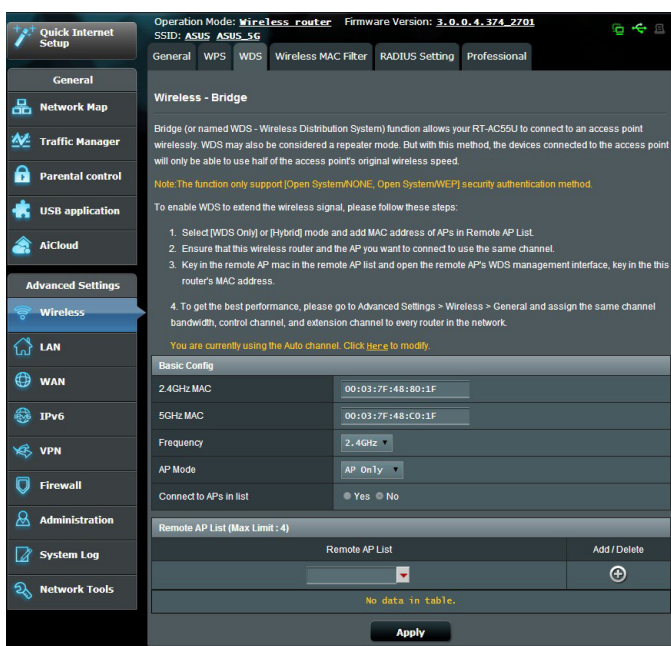 Quick Internet
Setup
General
Network Map
Traffic Manager
Parental control
USB application
AiCloud
Advanced Settings
Wireless
LAN
WAN
IPv6
VPN
Firewall
Administration
System Log
Network Tools
Operation Mode: Wireless router Firmware Version: 3.0.0.4.374_2701
SSID: ASUS ASUS_5G
General WPS WDS Wireless MAC Filter RADIUS Setting Professional
Wireless - Bridge
Bridge (or named WDS - Wireless Distribution System) function allows your RT-AC55U to connect to an access point
wirelessly. WDS may also be considered a repeater mode. But with this method, the devices connected to the access point
will only be able to use half of the access point's original wireless speed.
Note:The function only support [Open System/NONE, Open System/WEP] security authentication method.
To enable WDS to extend the wireless signal, please follow these steps:
1. Select [WDS Only] or [Hybrid] mode and add MAC address of APs in Remote AP List.
2. Ensure that this wireless router and the AP you want to connect to use the same channel.
3. Key in the remote AP mac in the remote AP list and open the remote AP's WDS management interface, key in the this
router's MAC address.
4. To get the best performance, please go to Advanced Settings > Wireless > General and assign the same channel
bandwidth, control channel, and extension channel to every router in the network.
You are currently using the Auto channel. Click Here to modify.
Basic Config
2.4GHz MAC 00:03:7F:48:80:1F
5GHz MAC 00:03:7F:48:C0:1F
Frequency 2.4GHz
AP Mode AP Only
Connect to APs in list Yes No
Remote AP List (Max Limit : 4)
Remote AP List Add / Delete
No data in table.
Apply